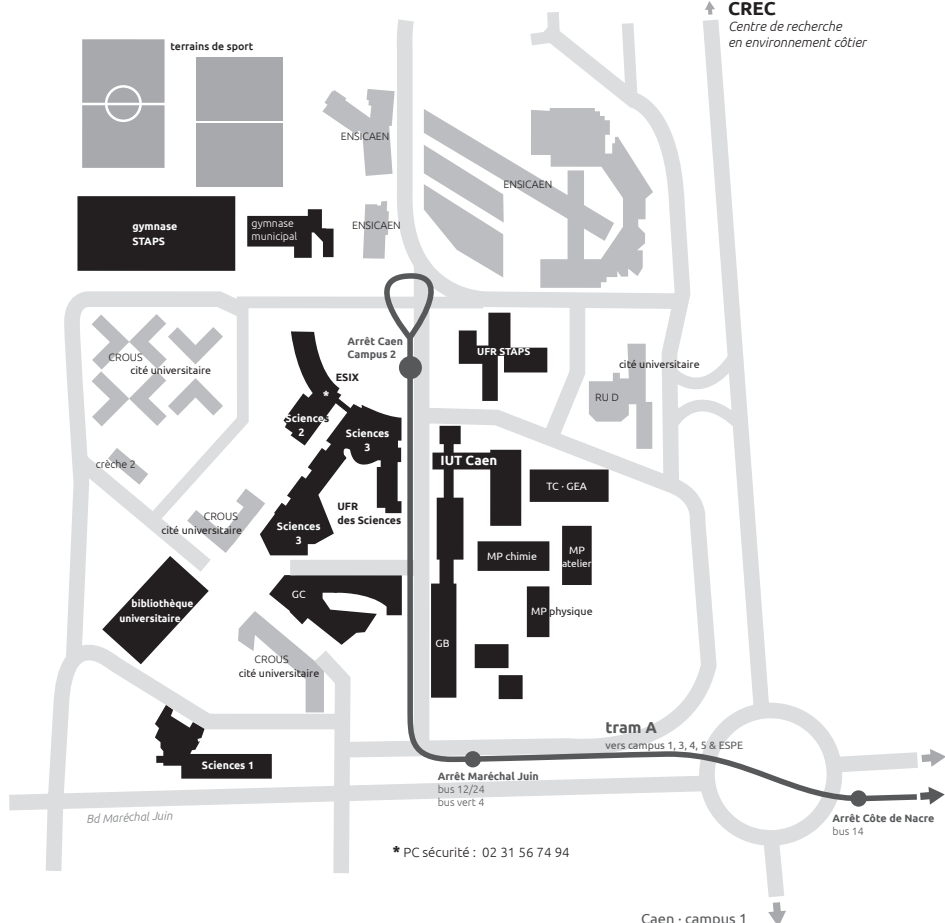 CREC
Centre de recherche
en environnement côtier
terrains de sport
ENSICAEN
ENSICAEN
ENSICAEN
gymnase
STAPS
gymnase
municipal
Arrêt Caen
Campus 2
UFR STAPS
CROUS
cité universitaire
cité universitaire
ESIX
*
RU D
Sciences
2
Sciences
3
IUT Caen
crèche 2
TC · GEA
UFR
des Sciences
CROUS
cité universitaire
Sciences
3
MP chimie
MP
atelier
GC
bibliothèque
universitaire
MP physique
GB
CROUS
cité universitaire
tram A
vers campus 1, 3, 4, 5 & ESPE
Sciences 1
Arrêt Maréchal Juin
bus 12/24
bus vert 4
Bd Maréchal Juin
Arrêt Côte de Nacre
bus 14
* PC sécurité : 02 31 56 74 94
Caen · campus 1